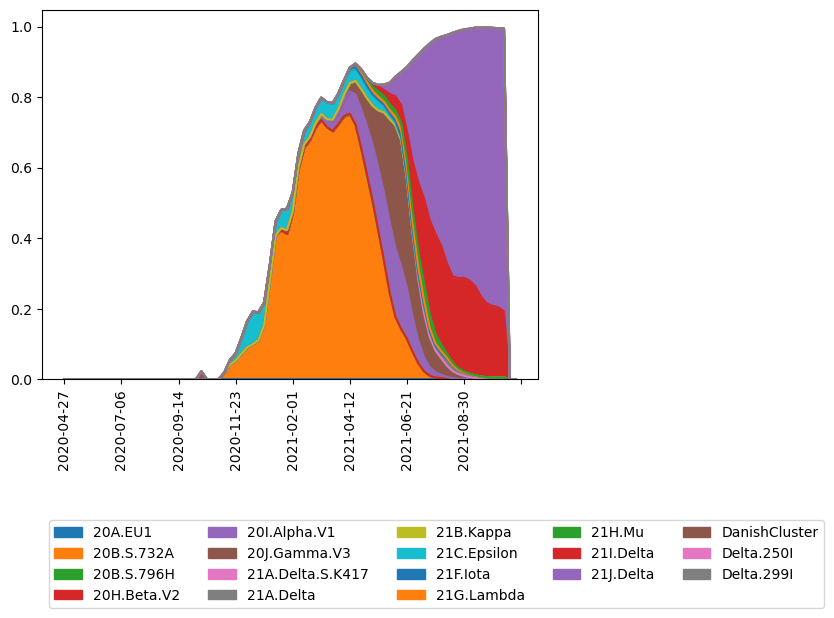 1.0
0.8
0.6
0.4
0.2
0.0
2020-04-27
2020-07-06
2020-09-14
2020-11-23
2021-02-01
2021-04-12
2021-06-21
2021-08-30
20A.EU1
20B.S.732A
20B.S.796H
20H.Beta.V2
20I.Alpha.V1
20J.Gamma.V3
21A.Delta.S.K417
21A.Delta
21B.Kappa
21C.Epsilon
21F.Iota
21G.Lambda
21H.Mu
21I.Delta
21J.Delta
DanishCluster
Delta.250I
Delta.299I